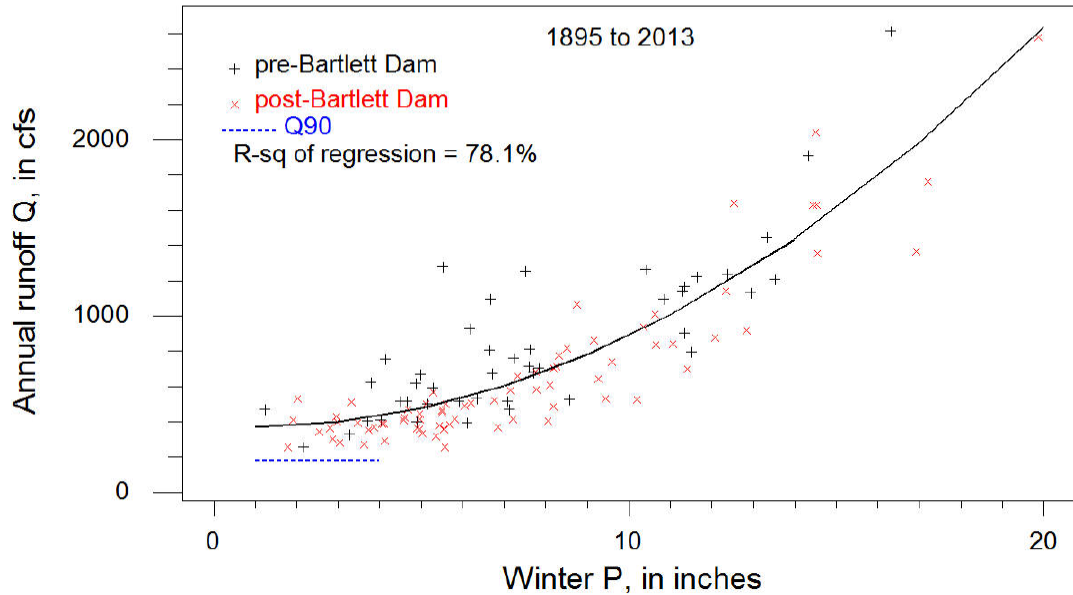 1895 to 2013
pre-Bartlett Dam
post-Bartlett Dam
Q90
R-sq of regression = 78.1%
Annual runoff Q, in cfs
2000
1000
0
0
10
20
Winter P, in inches